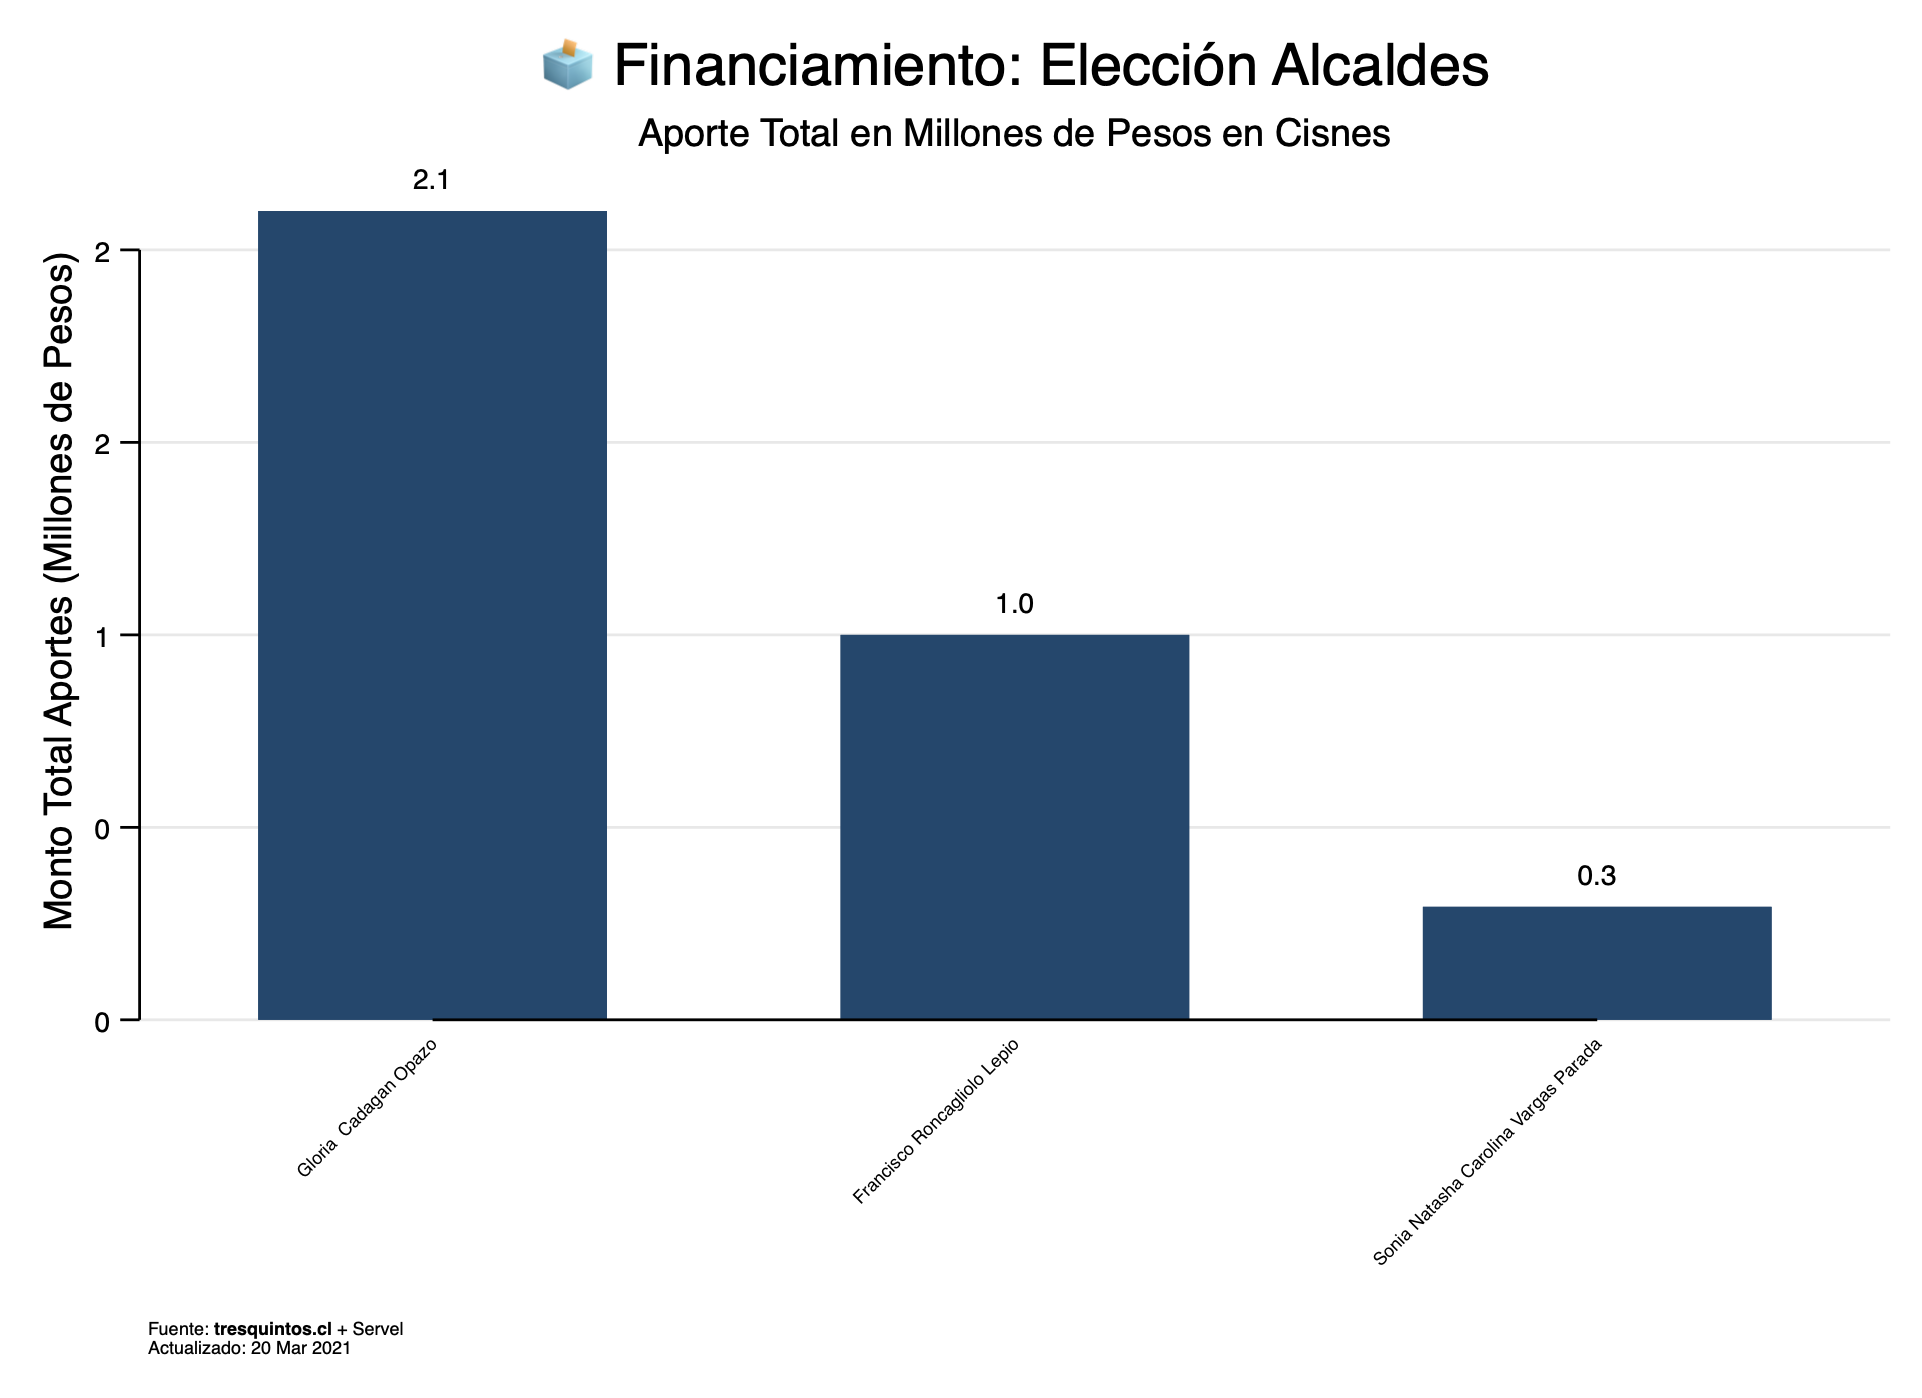 Financiamiento: Elección Alcaldes
Aporte Total en Millones de Pesos en Cisnes
Monto Total Aportes (Millones de Pesos)
2
2
1
0
0
2.1
1.0
0.3
Gloria  Cadagan Opazo
Francisco Roncagliolo Lepio
Sonia Natasha Carolina Vargas Parada
Fuente: tresquintos.cl + Servel
Actualizado: 20 Mar 2021